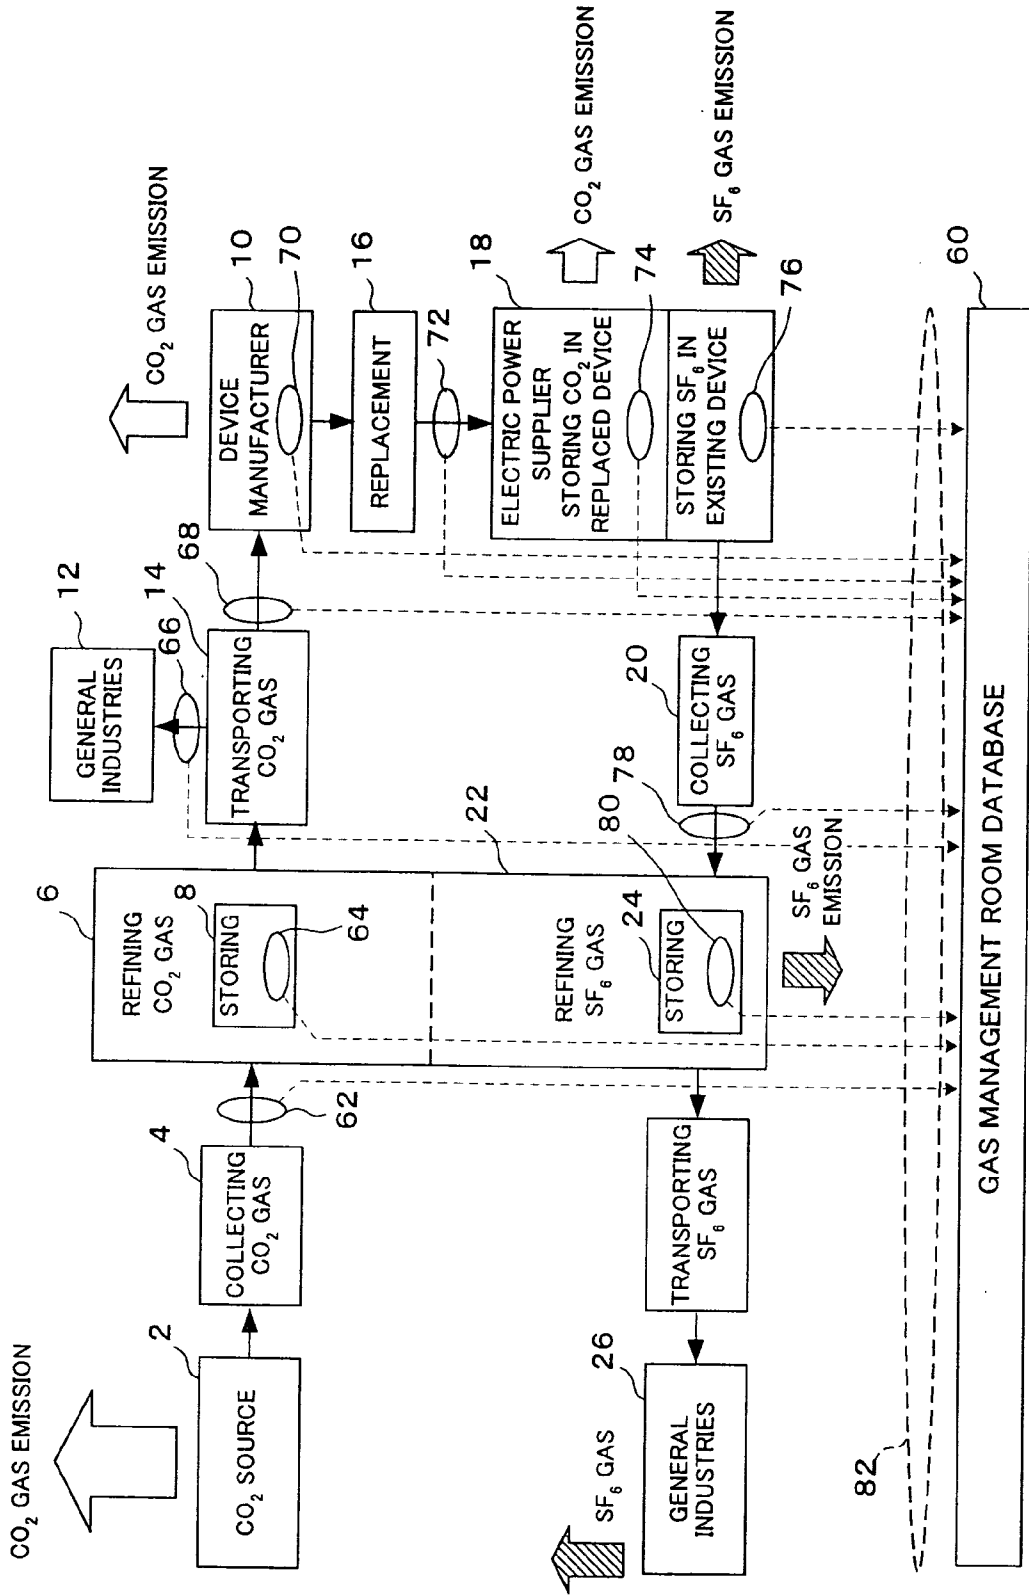 CO₂ GAS EMISSION
2
CO₂ SOURCE
4
COLLECTING
CO₂ GAS
62
6
REFINING
CO₂ GAS
8
STORING
64
22
REFINING
SF₆ GAS
24
STORING
80
SF₆ GAS
EMISSION
12
GENERAL
INDUSTRIES
66
14
TRANSPORTING
CO₂ GAS
68
CO₂ GAS EMISSION
10
DEVICE
MANUFACTURER
70
16
REPLACEMENT
72
18
ELECTRIC POWER
SUPPLIER
STORING CO₂ IN
REPLACED DEVICE
74
STORING SF₆ IN
EXISTING DEVICE
76
CO₂ GAS EMISSION
SF₆ GAS EMISSION
20
COLLECTING
SF₆ GAS
78
TRANSPORTING
SF₆ GAS
26
GENERAL
INDUSTRIES
SF₆ GAS
82
60
GAS MANAGEMENT ROOM DATABASE